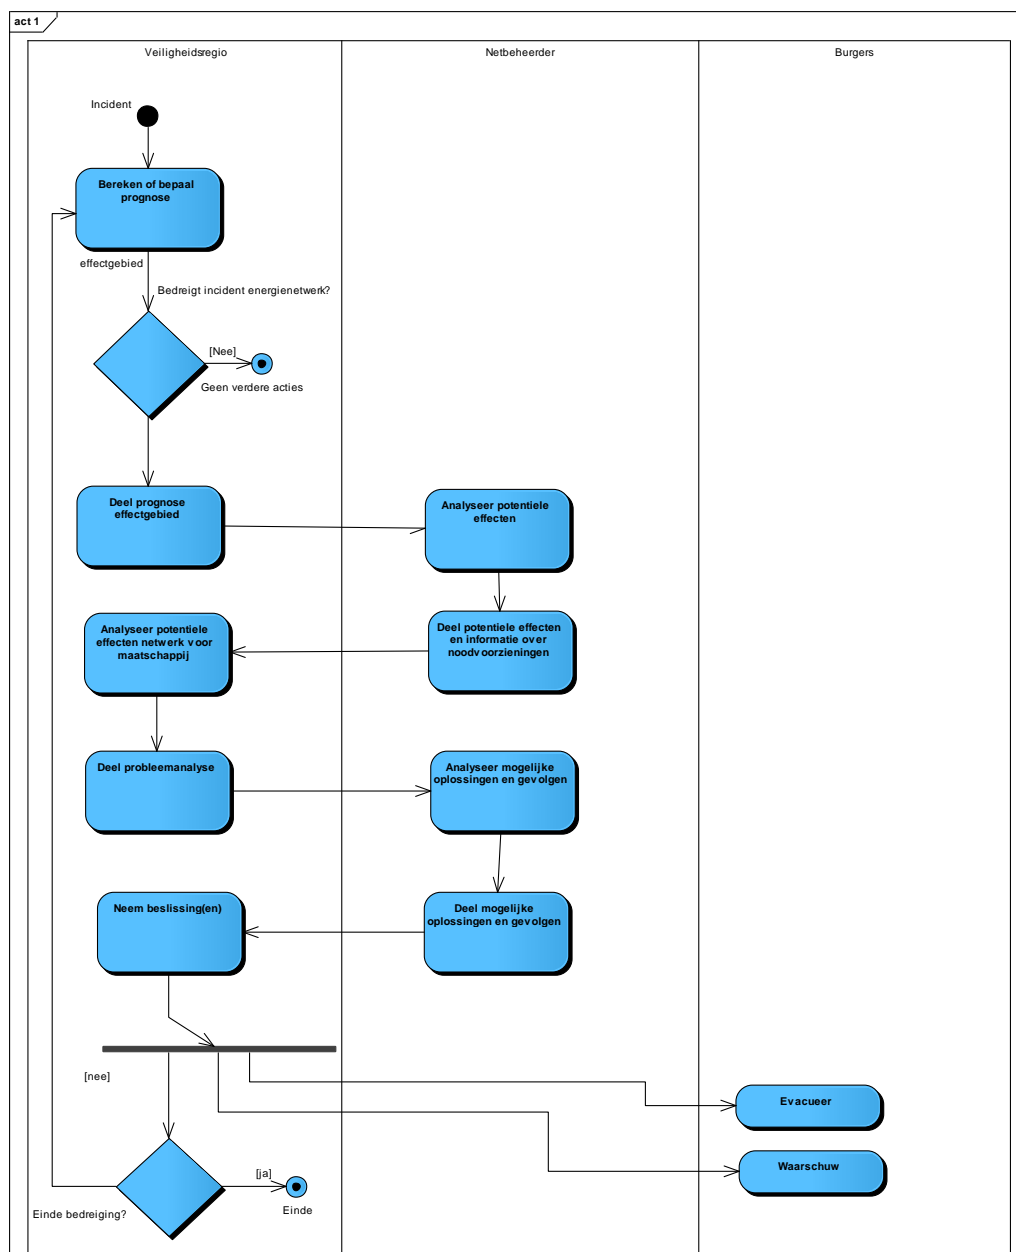 act 1
Veiligheidsregio
Netbeheerder
Burgers
Incident
Bereken of bepaal
prognose
effectgebied
Bedreigt incident energienetwerk?
[Nee]
Geen verdere acties
Deel prognose
effectgebied
Analyseer potentiele
effecten
Analyseer potentiele
effecten netwerk voor
maatschappij
Deel potentiele effecten
en informatie over
noodvoorzieningen
Deel probleemanalyse
Analyseer mogelijke
oplossingen en gevolgen
Neem beslissing(en)
Deel mogelijke
oplossingen en gevolgen
[nee]
Evacueer
Waarschuw
[ja]
Einde
Einde bedreiging?